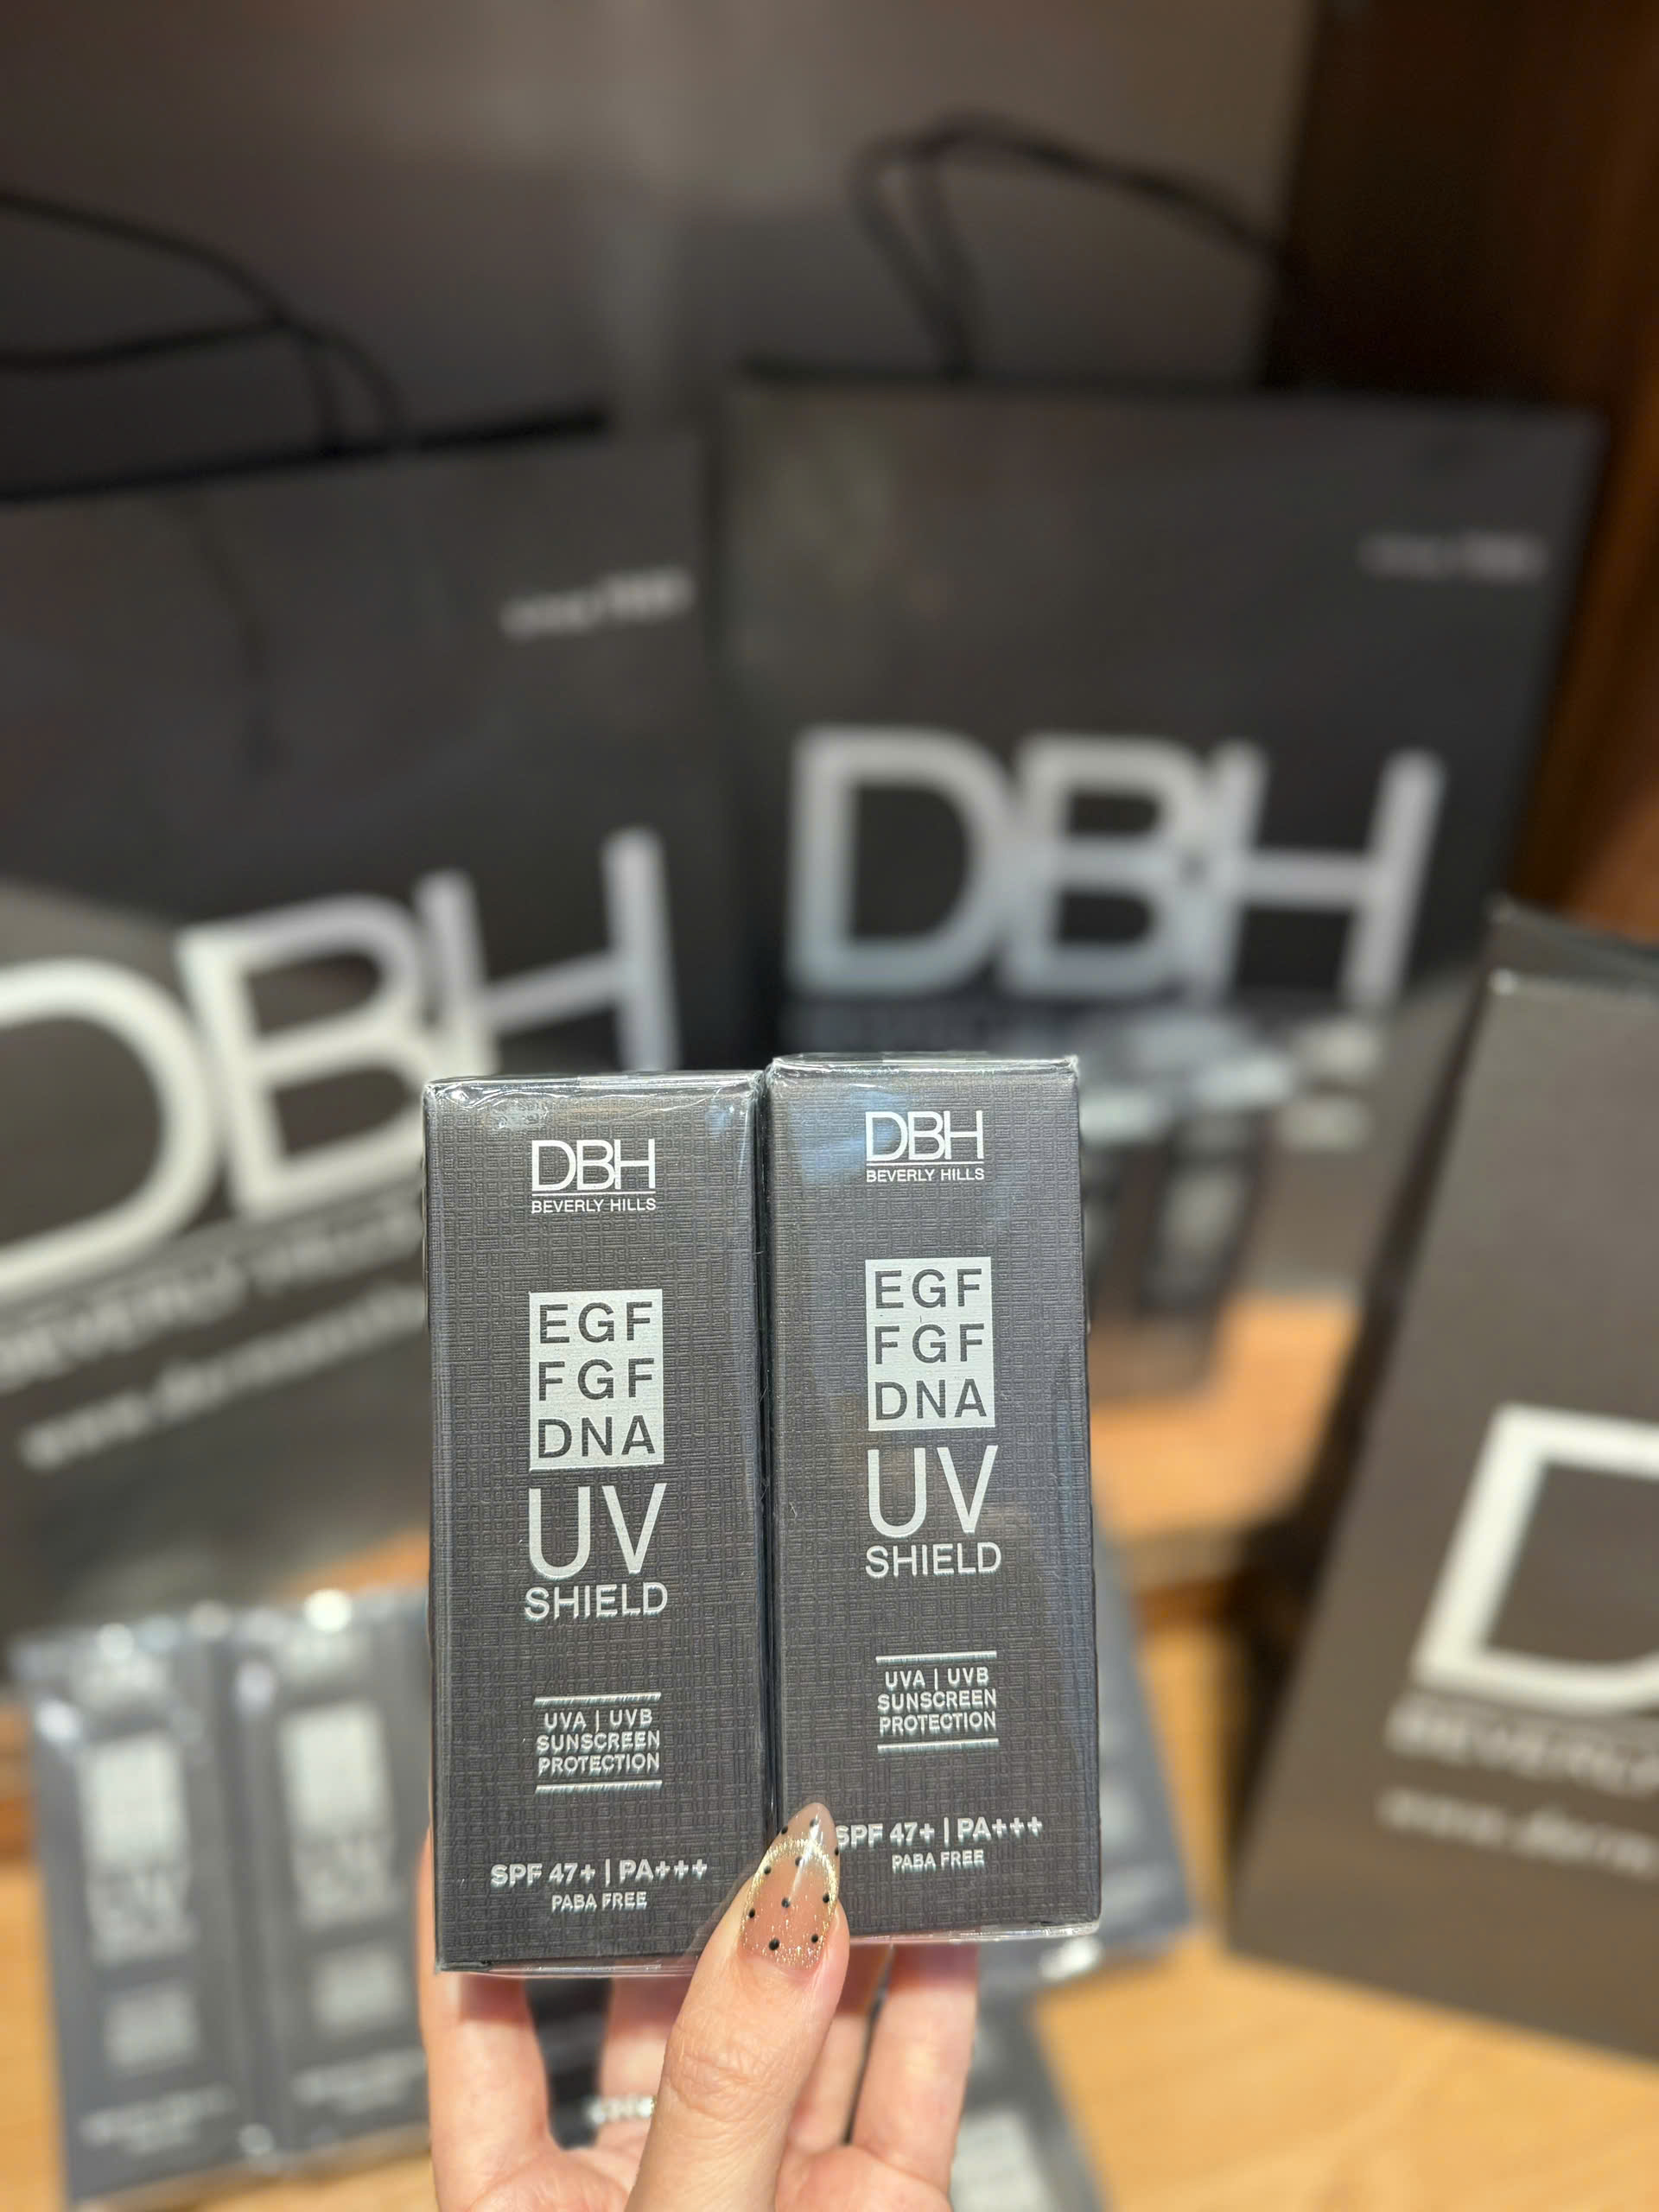 DBH
DBH
DBH
BEVERLY HILLS
EGF
FGF
DNA
UV
SHIELD
UVA | UVB
SUNSCREEN
PROTECTION
SPF 47+ | PA+++
PABA FREE
DBH
BEVERLY HILLS
EGF
FGF
DNA
UV
SHIELD
UVA | UVB
SUNSCREEN
PROTECTION
SPF 47+ | PA+++
PABA FREE